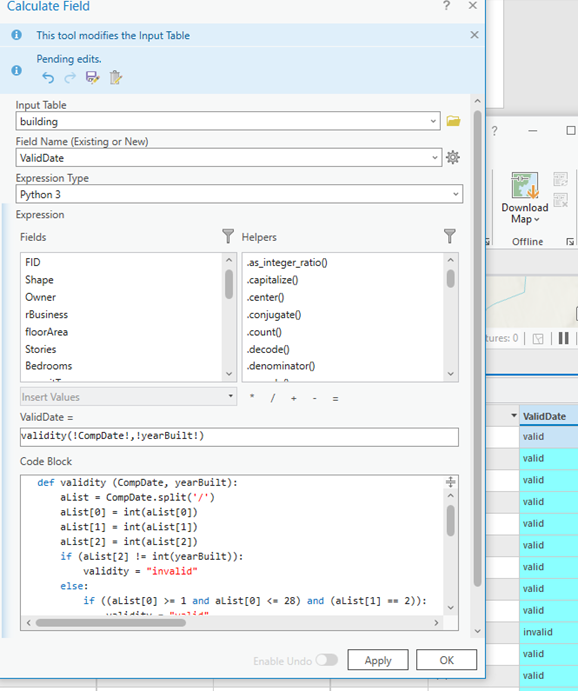 Calculate Field
?
This tool modifies the Input Table
Pending edits.
Input Table
building
Field Name (Existing or New)
ValidDate
Expression Type
Python 3
Expression
Fields
Helpers
FID
Shape
Owner
rBusiness
floorArea
Stories
Bedrooms
.as_integer_ratio()
.capitalize()
.center()
.conjugate()
.count()
.decode()
.denominator()
Insert Values
* / + - =
ValidDate =
validity(!CompDate!,!yearBuilt!)
Code Block
def validity (CompDate, yearBuilt):
aList = CompDate.split('/')
aList[0] = int(aList[0])
aList[1] = int(aList[1])
aList[2] = int(aList[2])
if (aList[2] != int(yearBuilt)):
validity = "invalid"
else:
if ((aList[0] >= 1 and aList[0] <= 28) and (aList[1] == 2)):
validity = "valid"
Enable Undo
Apply
OK
?
Download
Map
Offline
tures: 0
ValidDate
valid
valid
valid
valid
valid
valid
valid
valid
valid
invalid
valid
valid